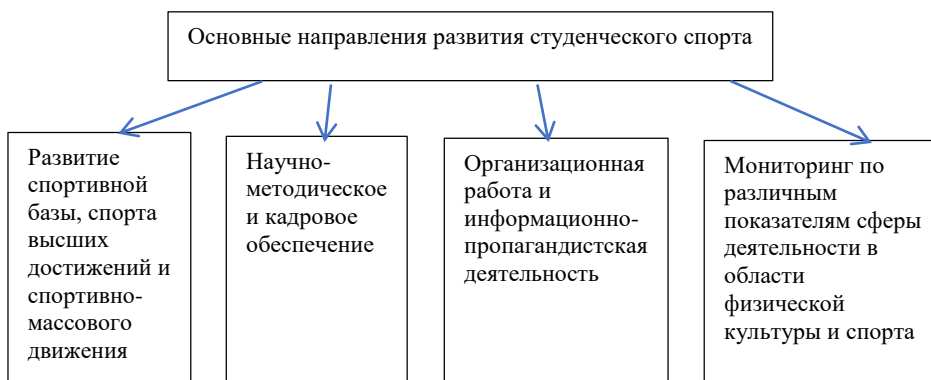 Основные направления развития студенческого спорта
Развитие
спортивной
базы, спорта
высших
достижений и
спортивно-
массового
движения
Научно-
методическое
и кадровое
обеспечение
Организационная
работа и
информационно-
пропагандистская
деятельность
Мониторинг по
различным
показателям сферы
деятельности в
области
физической
культуры и спорта